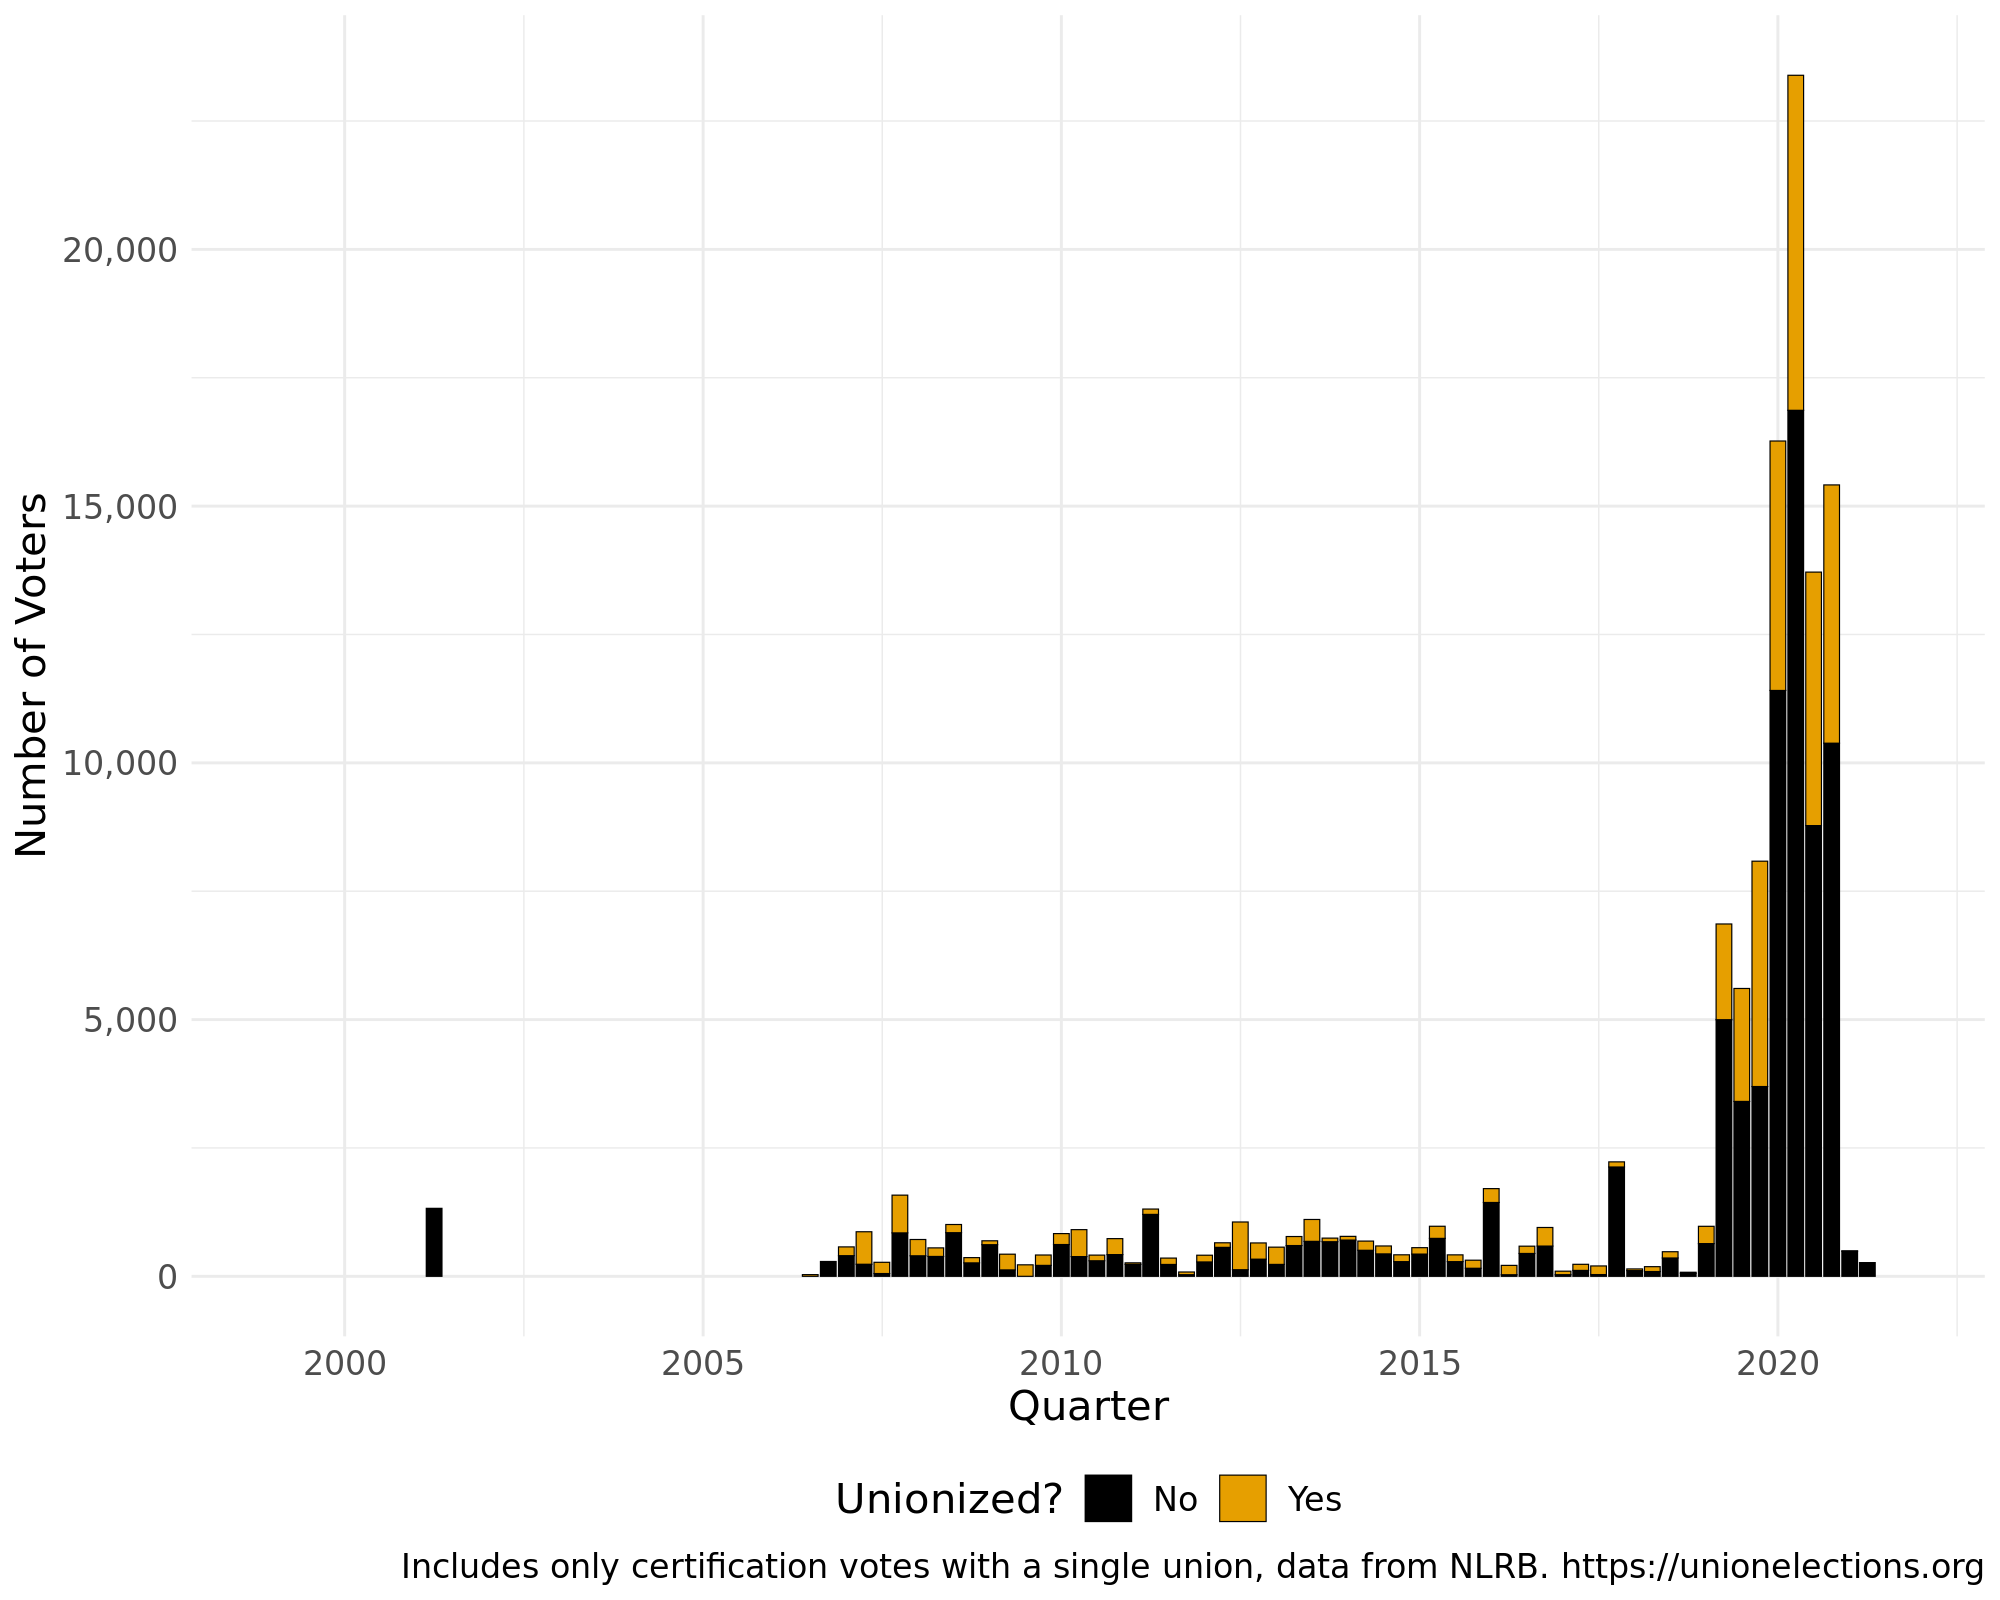 20,000
15,000
10,000
5,000
0
Number of Voters
2000 2005 2010 2015 2020
Quarter
Unionized? No Yes
Includes only certification votes with a single union, data from NLRB. https://unionelections.org